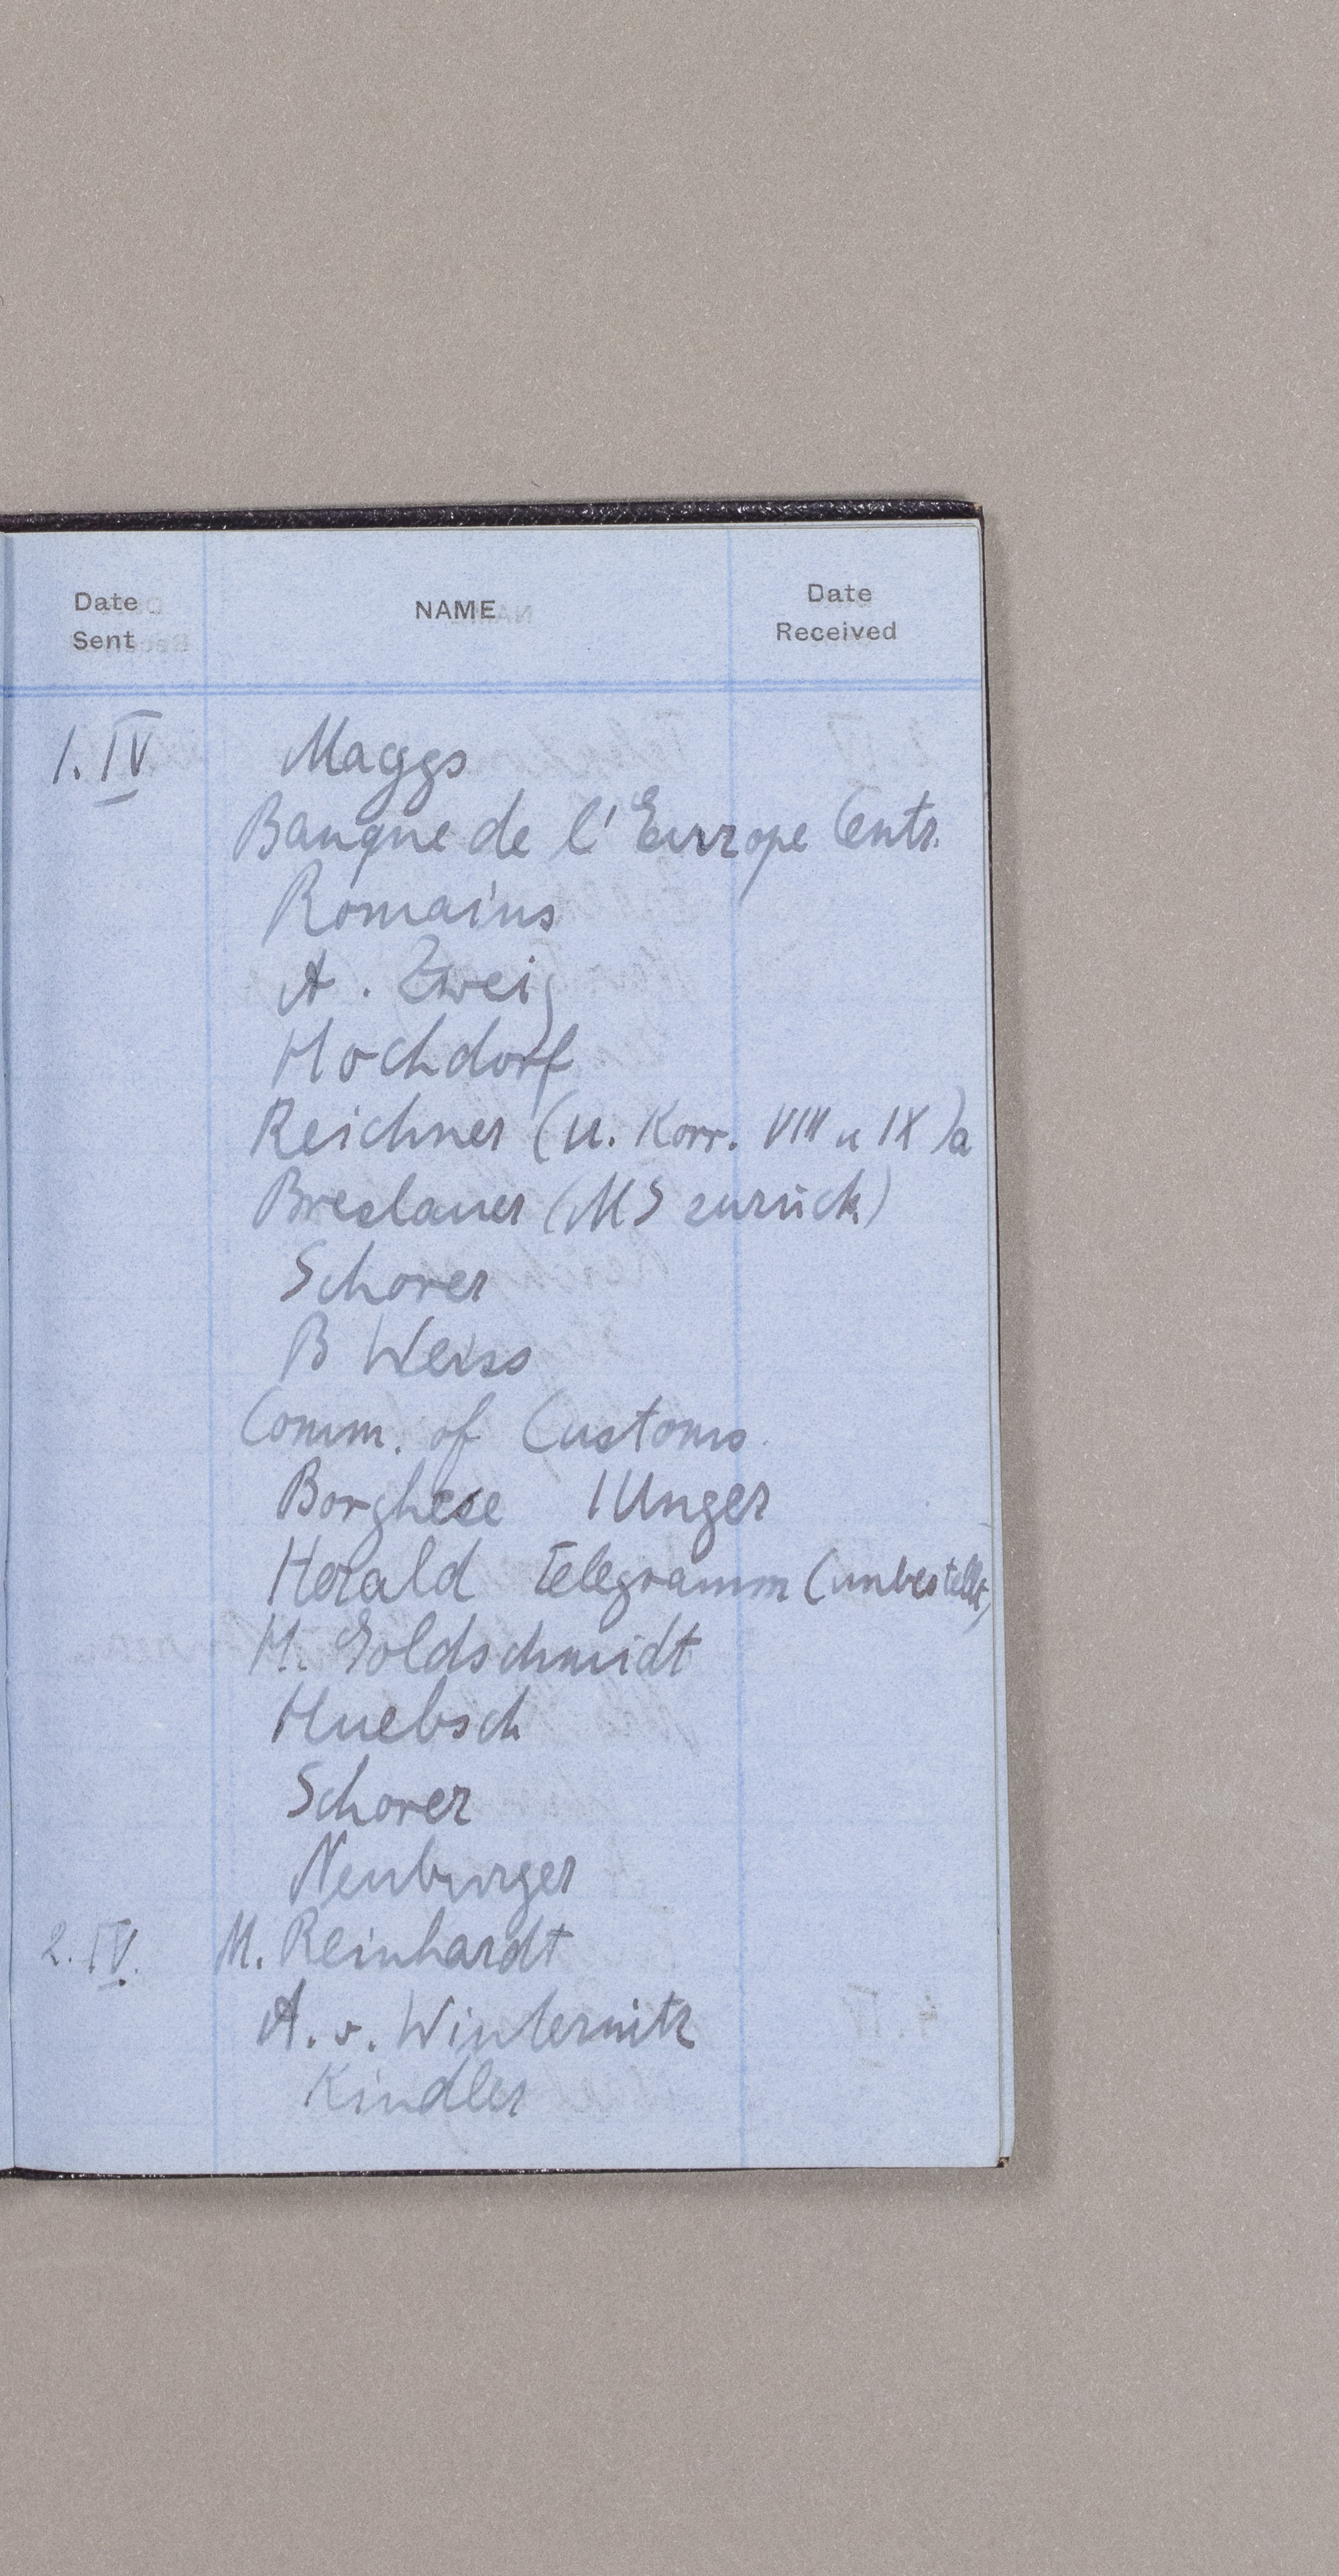 Date Sent NAME Date Received
1. IV Maggs
Banque de l'Europe Centr.
Romains
A. Zweig
Hochdorf
Reichner (u. Korr. VIII u IX)a
Breslauer (MS zurück)
Schorer
B Weiss
Comm. of Customs
Borghese / Unger
Herald Telegramm (unbestellt)
H. Goldschmidt
Huebsch
Schorer
Neuburger
2. IV. M. Reinhardt
A. v. Winternitz
Kindler